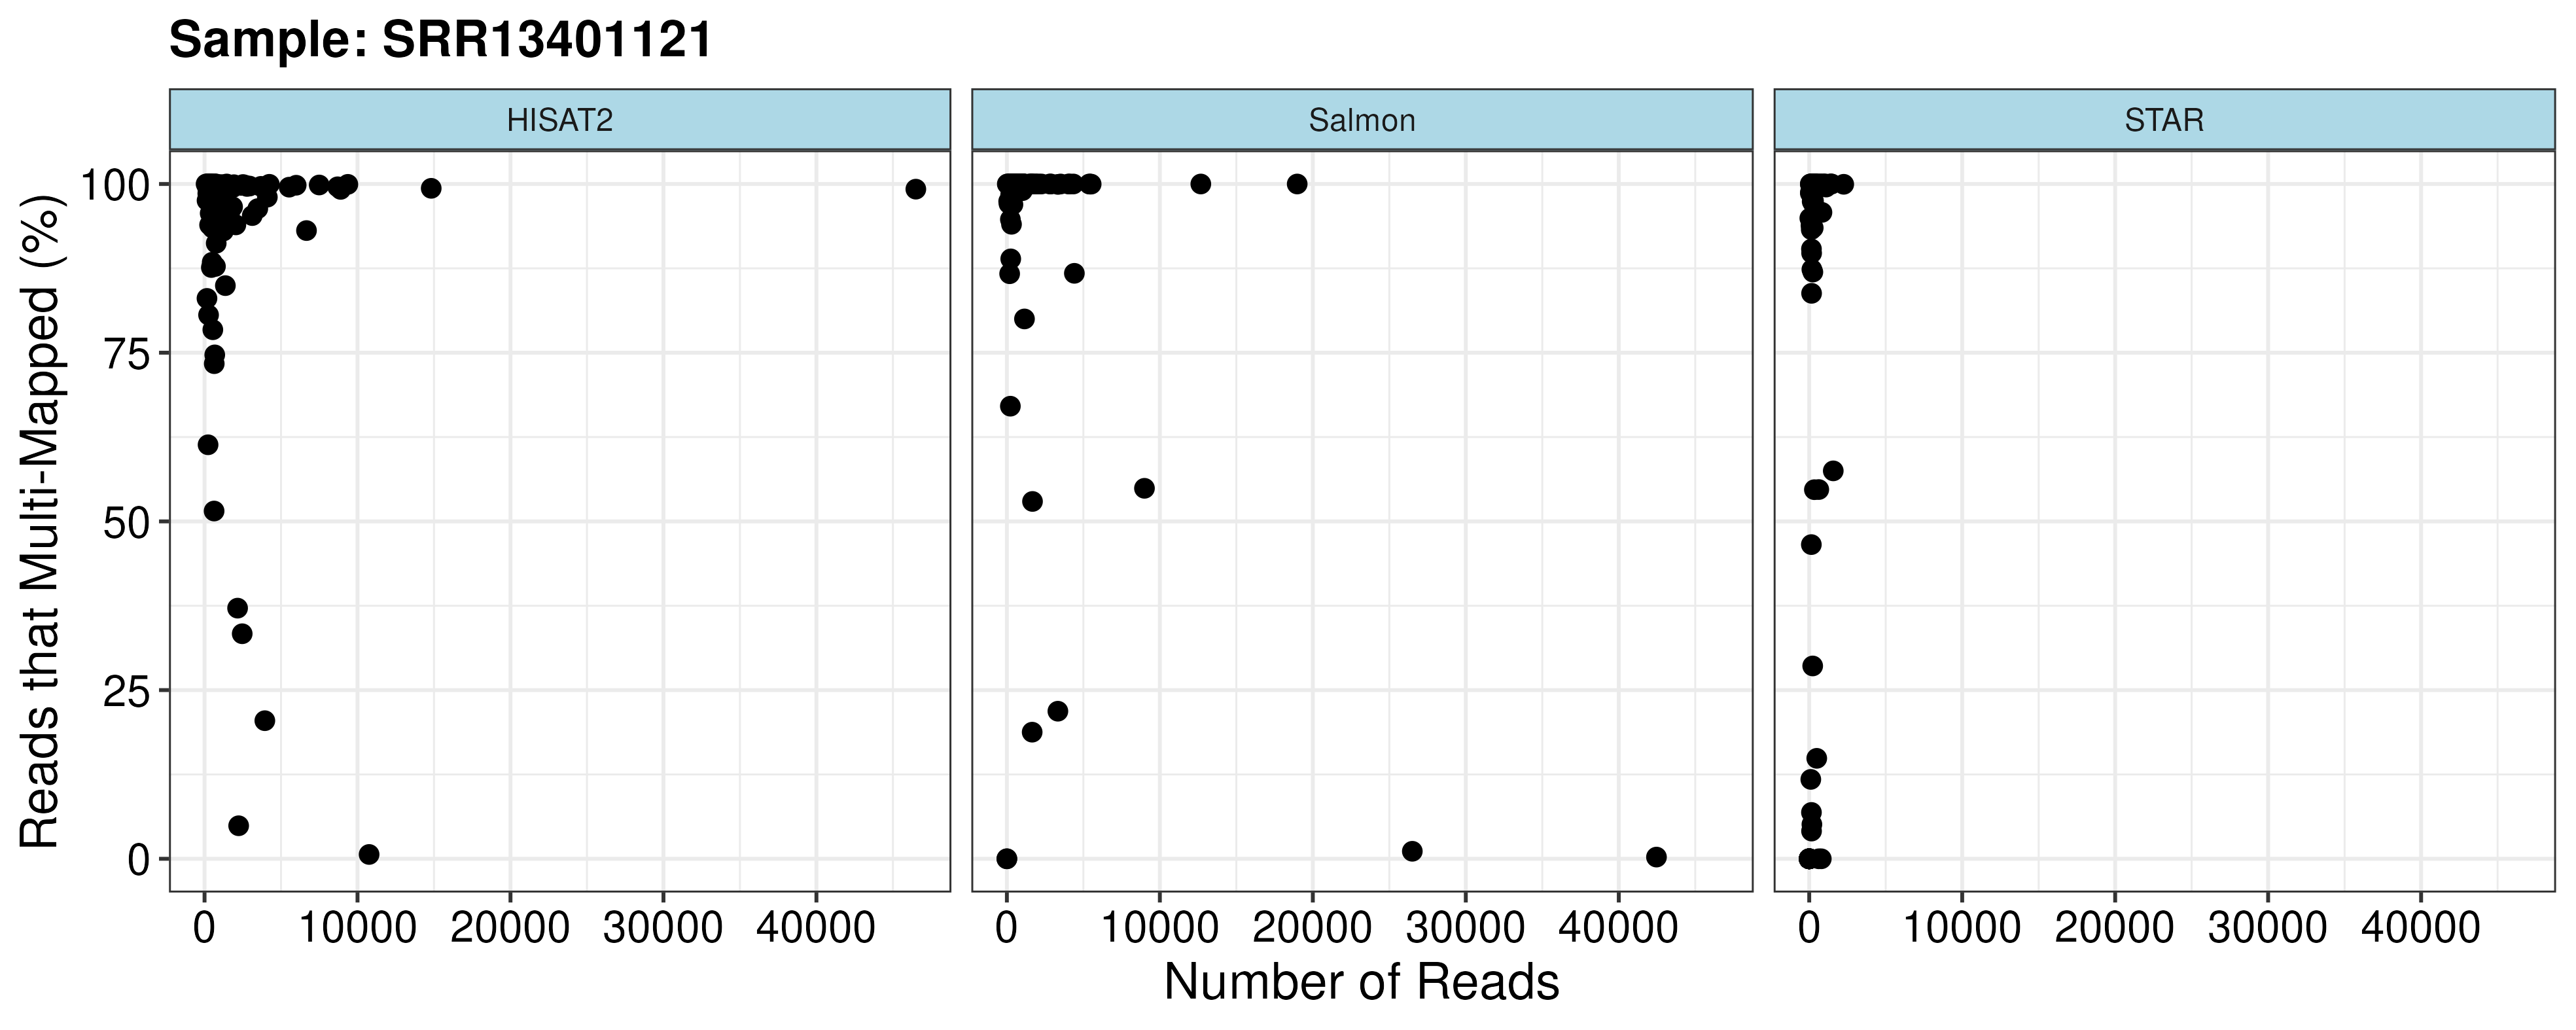 Sample: SRR13401121
HISAT2
Salmon
STAR
Reads that Multi-Mapped (%)
100
75
50
25
0
0 10000 20000 30000 40000
0 10000 20000 30000 40000
0 10000 20000 30000 40000
Number of Reads